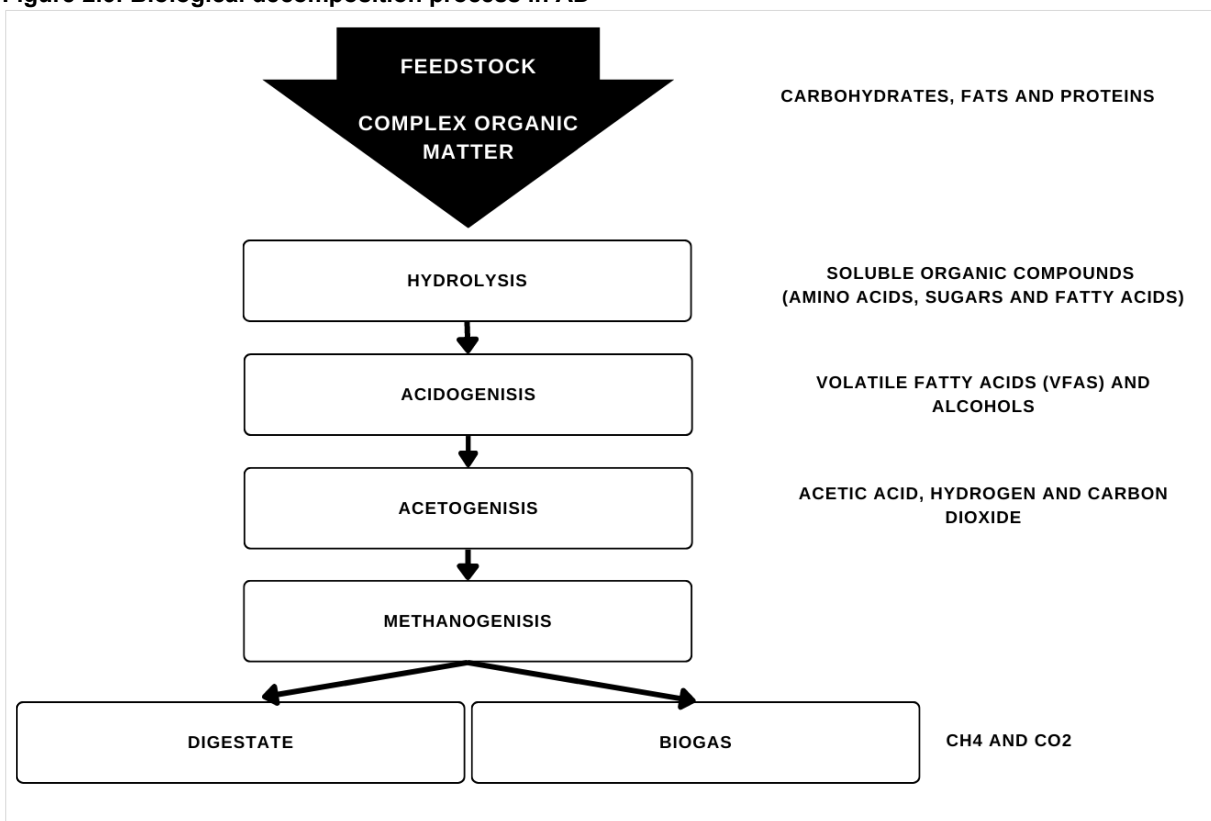 Figure 2.6: Biological decomposition process in AD
FEEDSTOCK
COMPLEX ORGANIC
MATTER
CARBOHYDRATES, FATS AND PROTEINS
HYDROLYSIS
SOLUBLE ORGANIC COMPOUNDS
(AMINO ACIDS, SUGARS AND FATTY ACIDS)
ACIDOGENISIS
VOLATILE FATTY ACIDS (VFAS) AND
ALCOHOLS
ACETOGENISIS
ACETIC ACID, HYDROGEN AND CARBON
DIOXIDE
METHANOGENISIS
DIGESTATE
BIOGAS
CH4 AND CO2